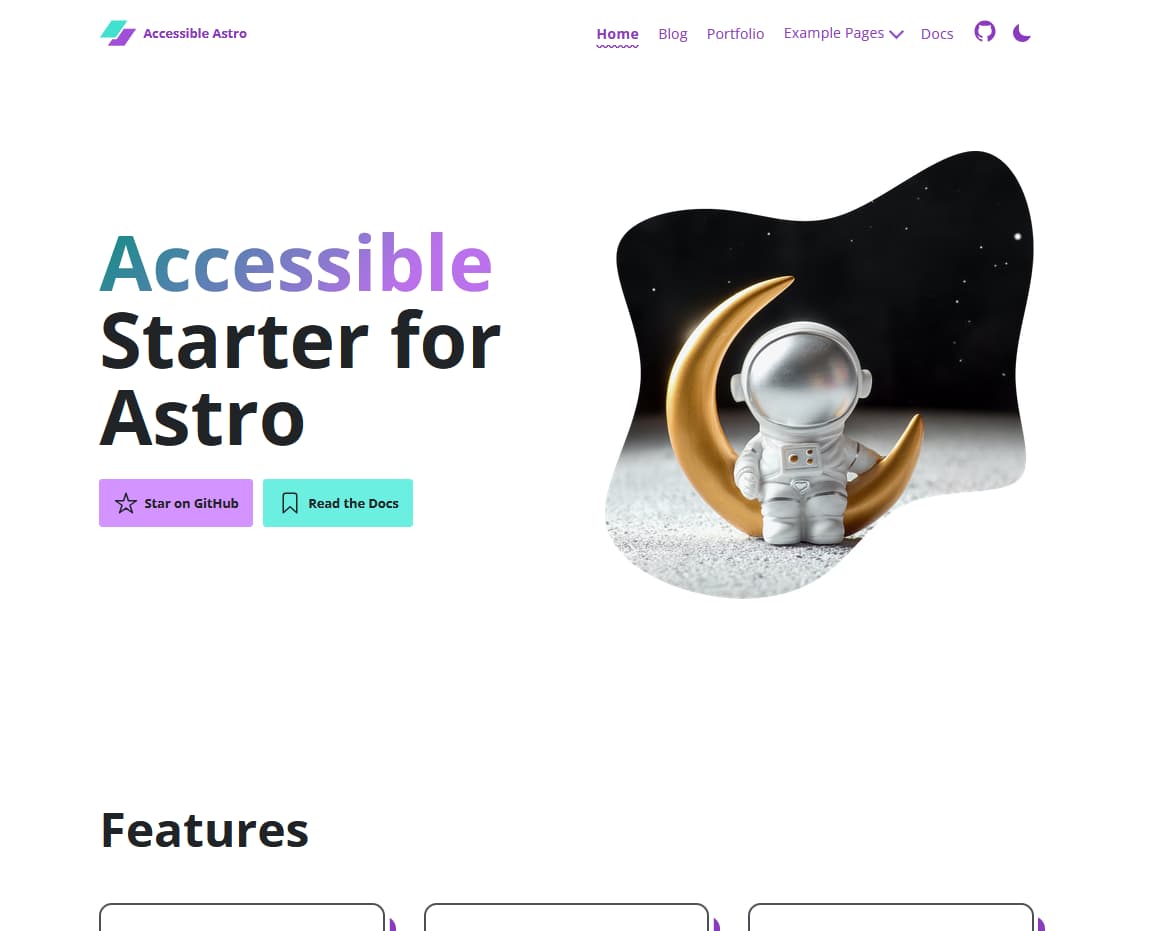 Accessible Astro
Home Blog Portfolio Example Pages Docs
Accessible
Starter for
Astro
Star on GitHub Read the Docs
Features